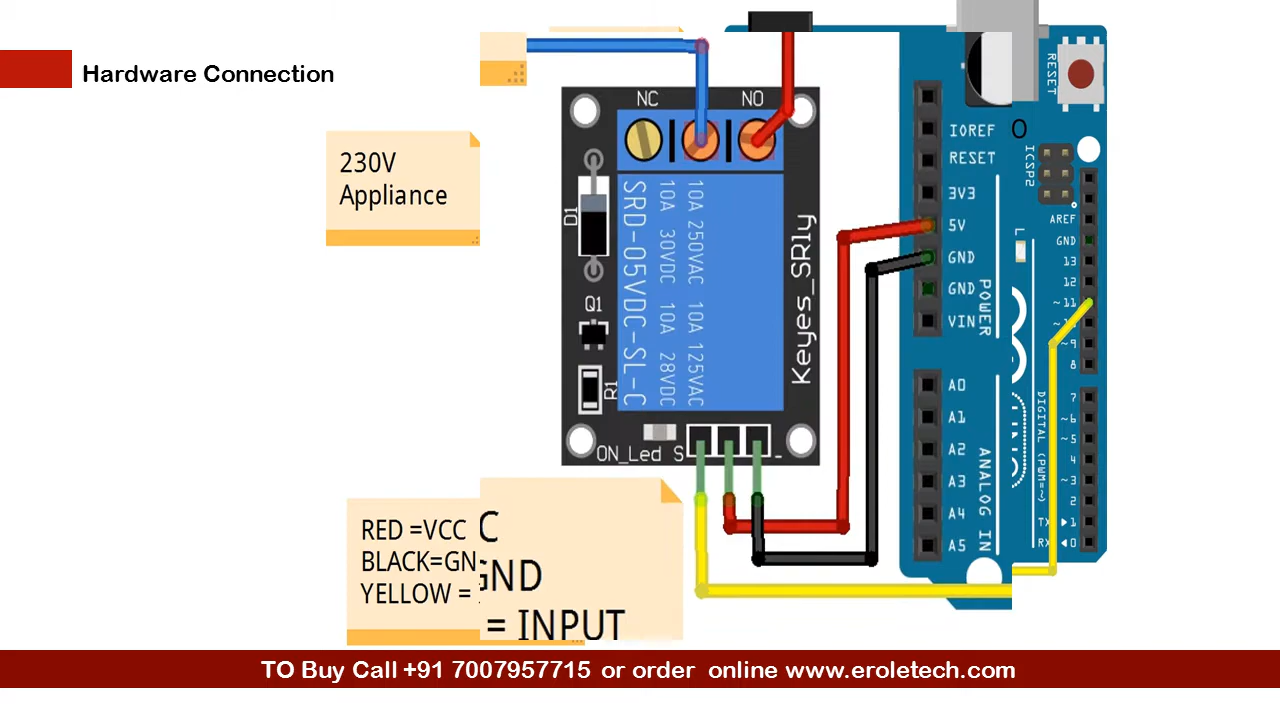 Hardware Connection
230V
Appliance
NC
NO
D1
Q1
R1
SRD-05VDC-SL-C
10A 30VDC 10A 28VDC
10A 250VAC 10A 125VAC
Keyes_SRly
ON_Led S
-
IOREF
RESET
3V3
5V
GND
GND
VIN
POWER
A0
A1
A2
A3
A4
A5
ANALOG IN
RESET
ICSP2
L
AREF
GND
13
12
~11
~9
8
7
~6
~5
4
~3
2
TX▶1
RX◀0
DIGITAL (PWM=~)
RED =VCC
BLACK=GN
YELLOW =
C
GND
= INPUT
TO Buy Call +91 7007957715 or order online www.eroletech.com